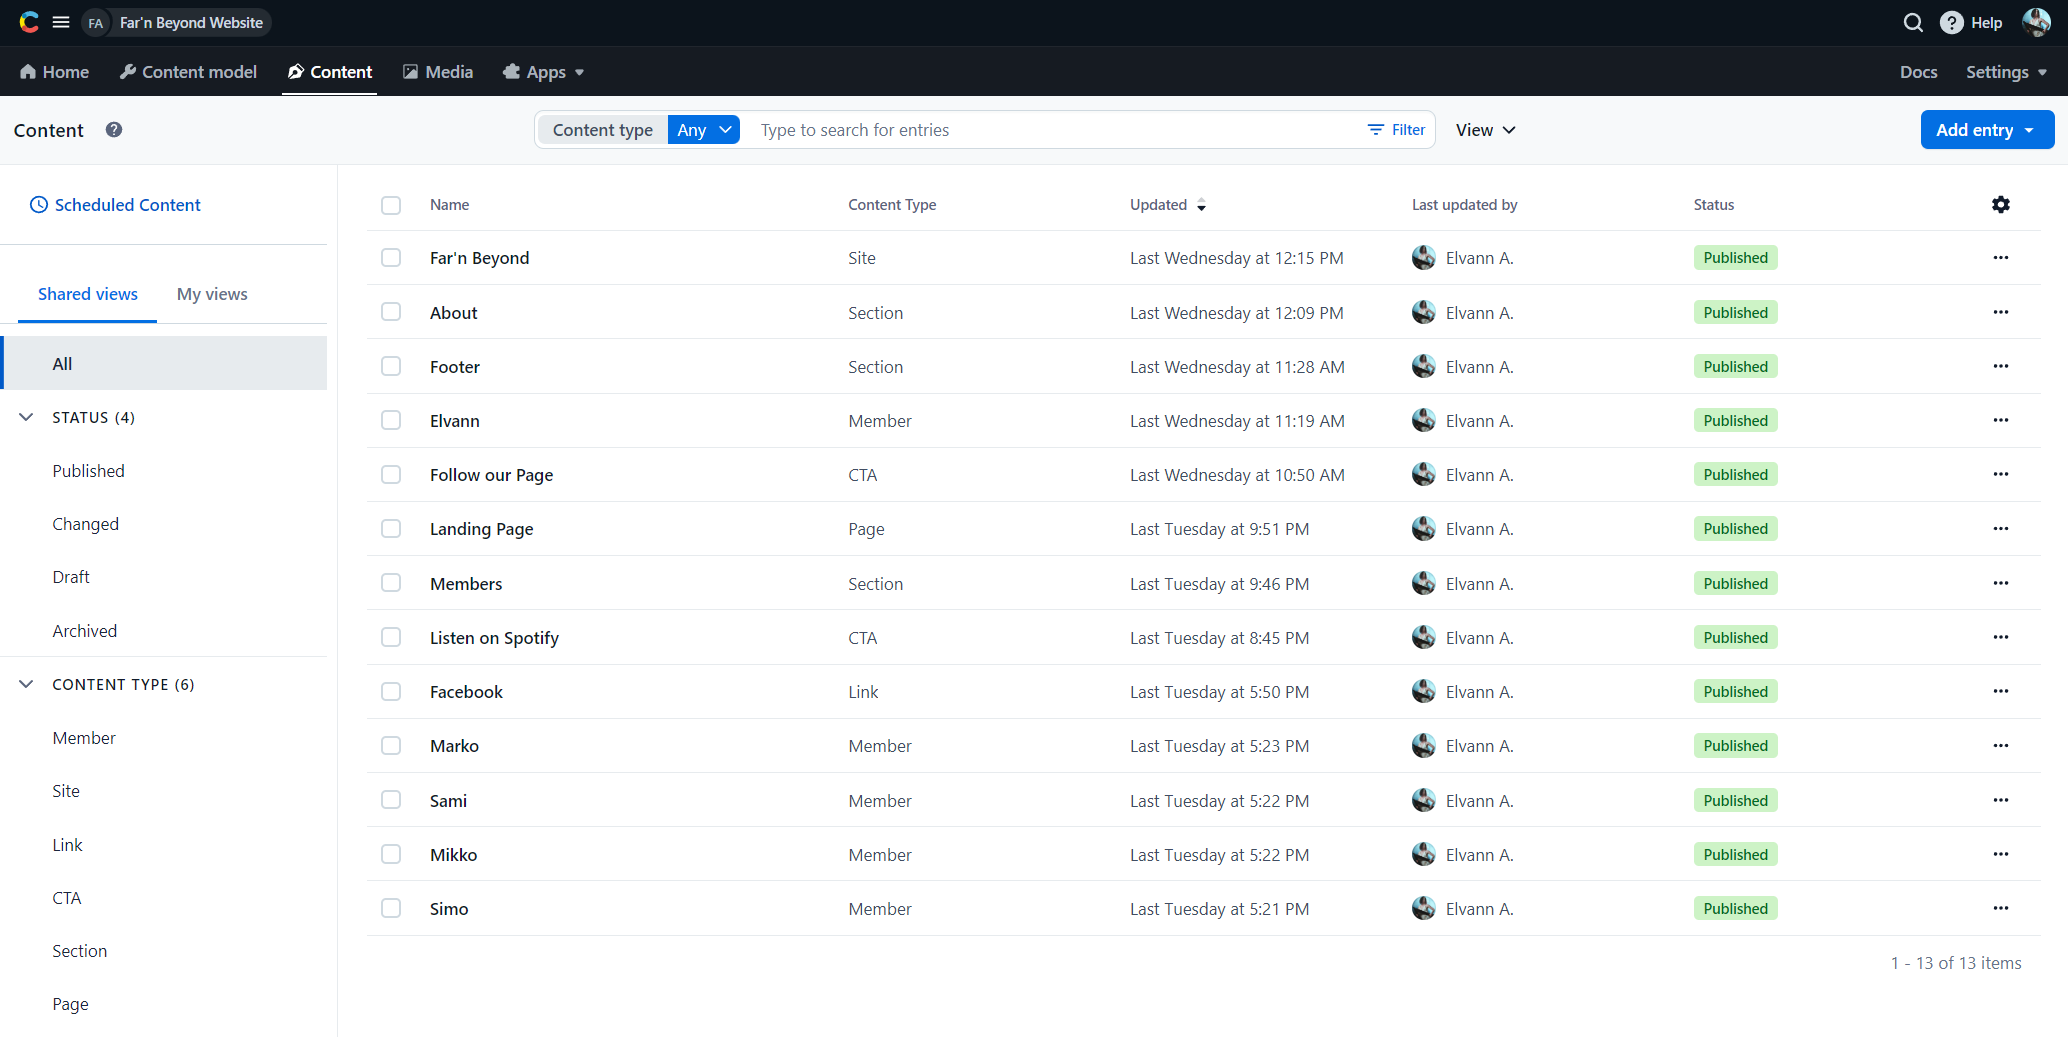 FA Far'n Beyond Website ? Help
Home Content model Content Media Apps Docs Settings
Content ? Content type Any Type to search for entries Filter View Add entry
Scheduled Content
Shared views My views
All
STATUS (4)
Published
Changed
Draft
Archived
CONTENT TYPE (6)
Member
Site
Link
CTA
Section
Page
Name Content Type Updated Last updated by Status
Far'n Beyond Site Last Wednesday at 12:15 PM Elvann A. Published
About Section Last Wednesday at 12:09 PM Elvann A. Published
Footer Section Last Wednesday at 11:28 AM Elvann A. Published
Elvann Member Last Wednesday at 11:19 AM Elvann A. Published
Follow our Page CTA Last Wednesday at 10:50 AM Elvann A. Published
Landing Page Page Last Tuesday at 9:51 PM Elvann A. Published
Members Section Last Tuesday at 9:46 PM Elvann A. Published
Listen on Spotify CTA Last Tuesday at 8:45 PM Elvann A. Published
Facebook Link Last Tuesday at 5:50 PM Elvann A. Published
Marko Member Last Tuesday at 5:23 PM Elvann A. Published
Sami Member Last Tuesday at 5:22 PM Elvann A. Published
Mikko Member Last Tuesday at 5:22 PM Elvann A. Published
Simo Member Last Tuesday at 5:21 PM Elvann A. Published
1 - 13 of 13 items